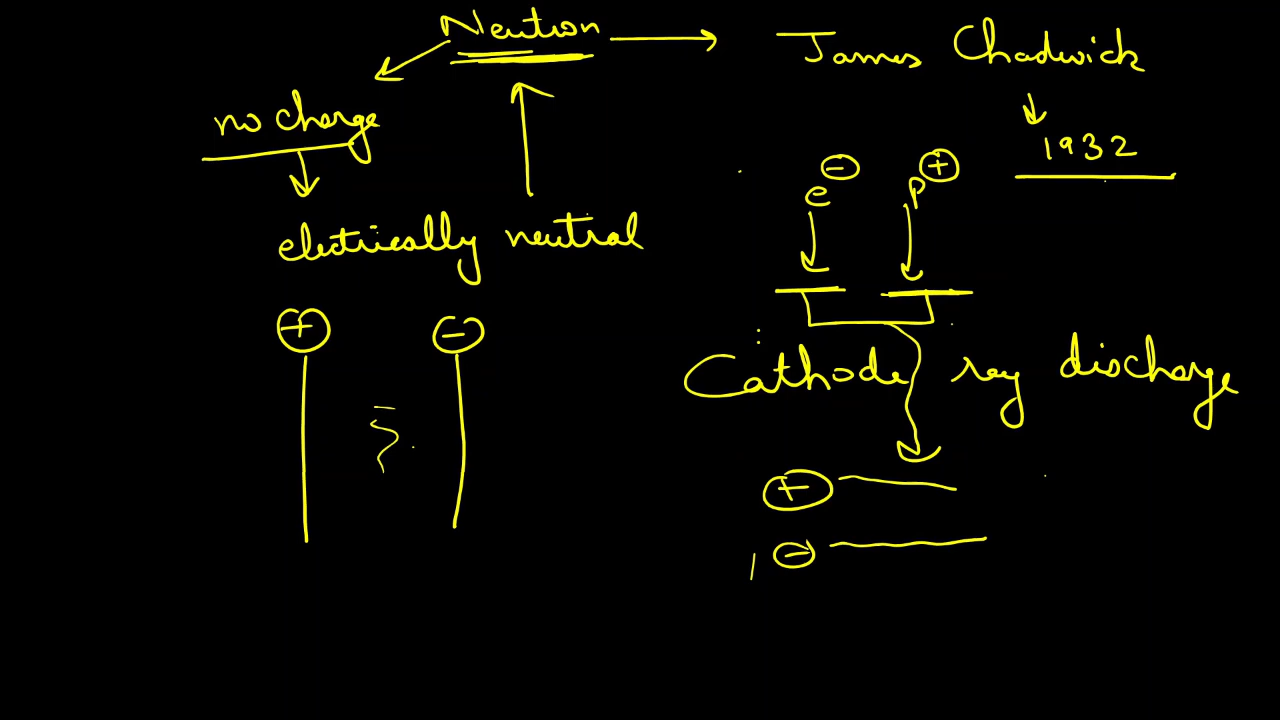 Neutron
James Chadwick
no charge
1932
e⊖ p⊕
electrically neutral
⊕ ⊖
Cathode ray discharge
⊕
⊖